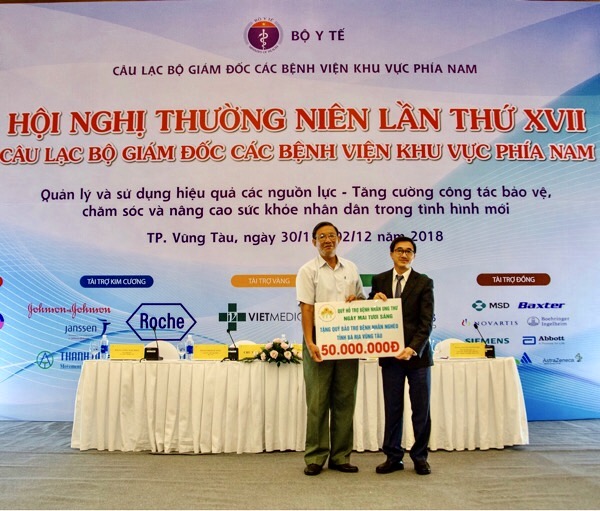 BỘ Y TẾ
BỘ Y TẾ
CÂU LẠC BỘ GIÁM ĐỐC CÁC BỆNH VIỆN KHU VỰC PHÍA NAM
HỘI NGHỊ THƯỜNG NIÊN LẦN THỨ XVII
CÂU LẠC BỘ GIÁM ĐỐC CÁC BỆNH VIỆN KHU VỰC PHÍA NAM
Quản lý và sử dụng hiệu quả các nguồn lực - Tăng cường công tác bảo vệ,
chăm sóc và nâng cao sức khỏe nhân dân trong tình hình mới
TP. Vũng Tàu, ngày 30/1 02/12 / 2018
TÀI TRỢ KIM CƯƠNG
TÀI TRỢ VÀNG
TÀI TRỢ ĐỒNG
Johnson & Johnson
janssen
Roche
VIETMEDIC
MSD
Baxter
NOVARTIS
Boehringer Ingelheim
SIEMENS
Abbott
AstraZeneca
QUỸ HỖ TRỢ BỆNH NHÂN UNG THƯ
NGÀY MAI TƯƠI SÁNG
TẶNG QUỸ BẢO TRỢ BỆNH NHÂN NGHÈO
TỈNH BÀ RỊA VŨNG TÀU
50.000.000Đ